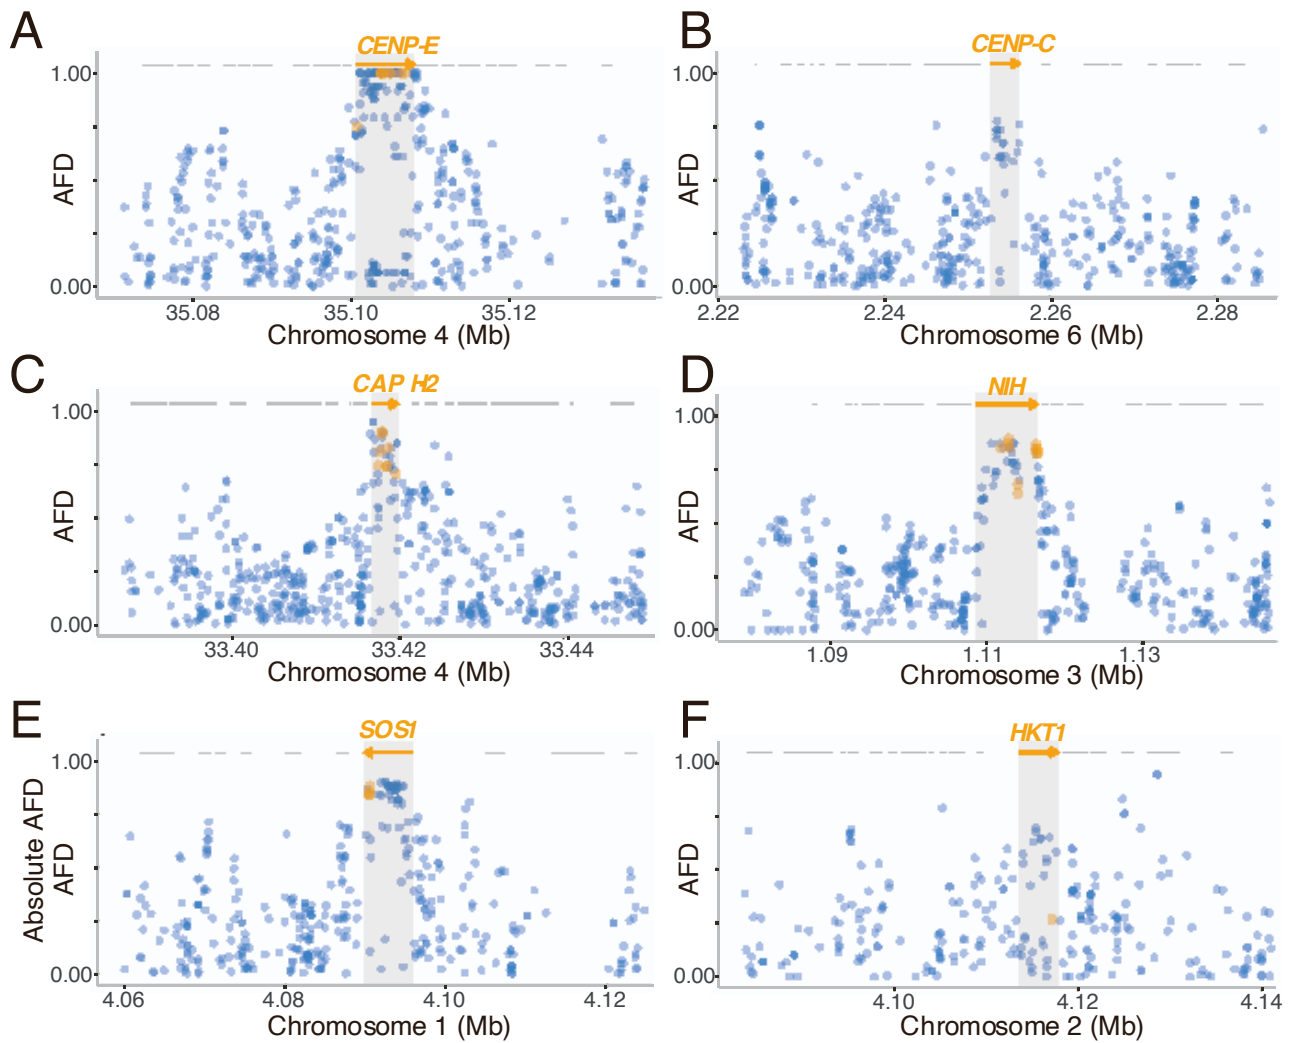 A
CENP-E
1.00
AFD
0.00
35.08 35.10 35.12
Chromosome 4 (Mb)
B
CENP-C
1.00
AFD
0.00
2.22 2.24 2.26 2.28
Chromosome 6 (Mb)
C
CAP H2
1.00
AFD
0.00
33.40 33.42 33.44
Chromosome 4 (Mb)
D
NIH
1.00
AFD
0.00
1.09 1.11 1.13
Chromosome 3 (Mb)
E
SOS1
1.00
Absolute AFD
AFD
0.00
4.06 4.08 4.10 4.12
Chromosome 1 (Mb)
F
HKT1
1.00
AFD
0.00
4.10 4.12 4.14
Chromosome 2 (Mb)